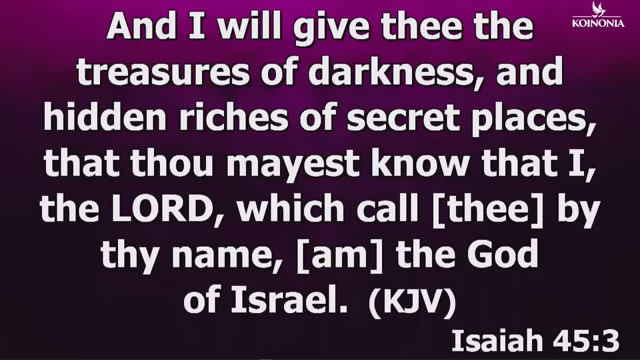 KOINONIA
And I will give thee the
treasures of darkness, and
hidden riches of secret places,
that thou mayest know that I,
the LORD, which call [thee] by
thy name, [am] the God
of Israel. (KJV)
Isaiah 45:3